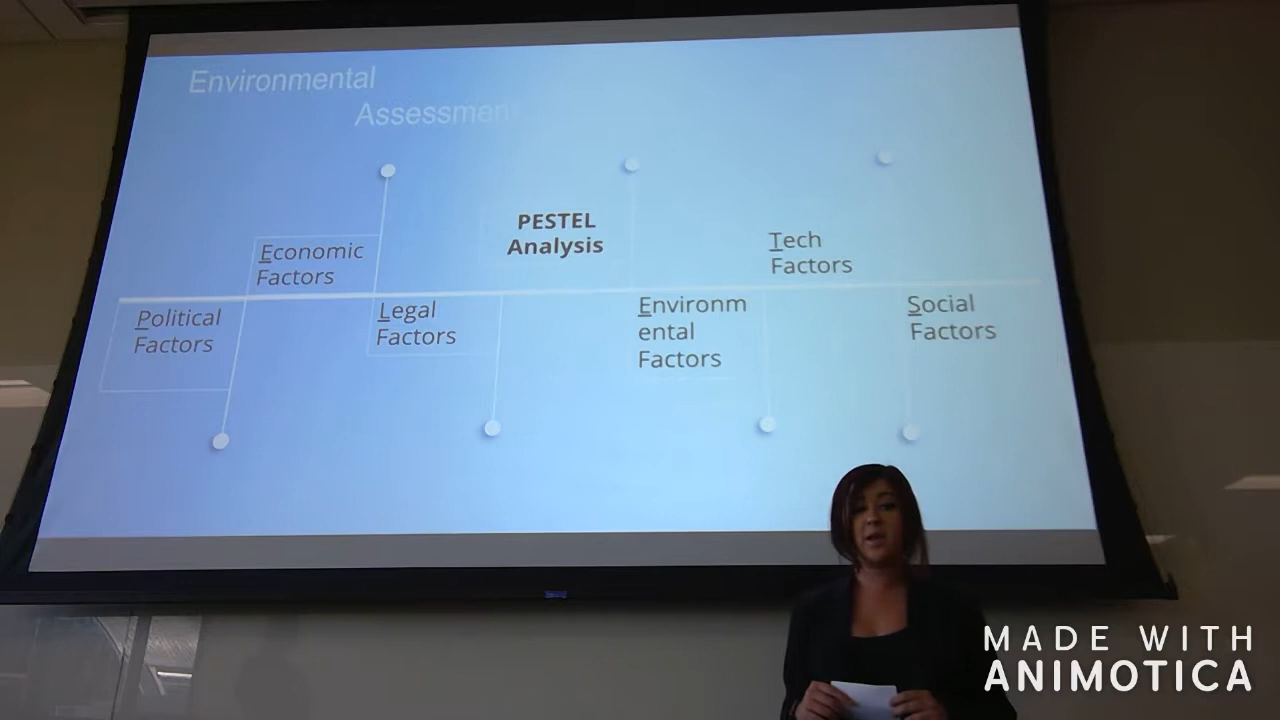 Environmental
Assessment
PESTEL
Analysis
Economic
Factors
Tech
Factors
Political
Factors
Legal
Factors
Environm
ental
Factors
Social
Factors
MADE WITH
ANIMOTICA